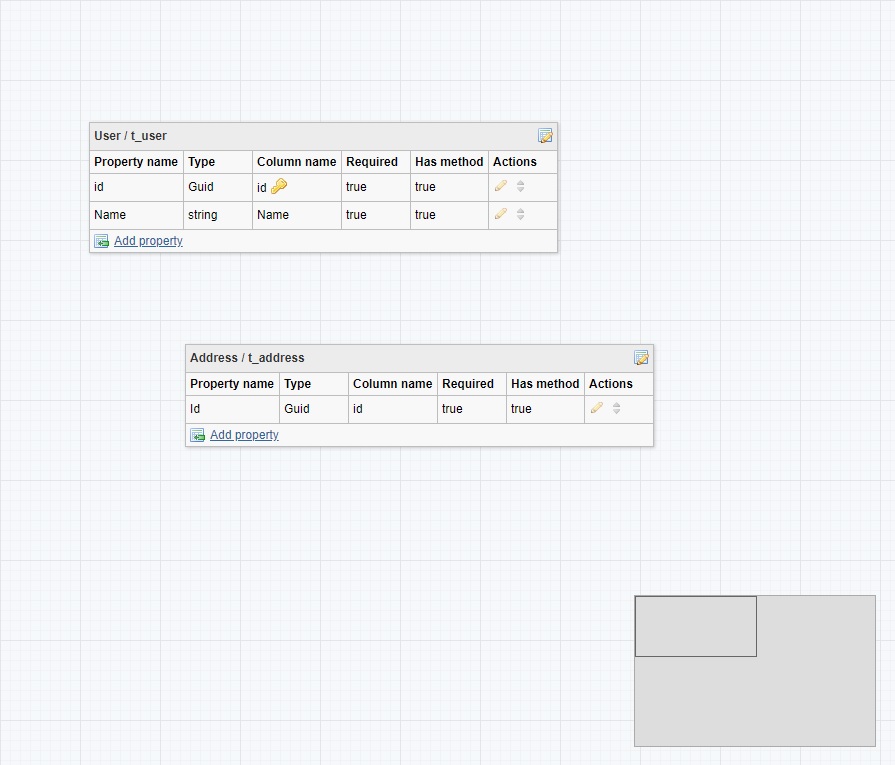 User / t_user
Property name Type Column name Required Has method Actions
id Guid id true true
Name string Name true true
Add property
Address / t_address
Property name Type Column name Required Has method Actions
Id Guid id true true
Add property